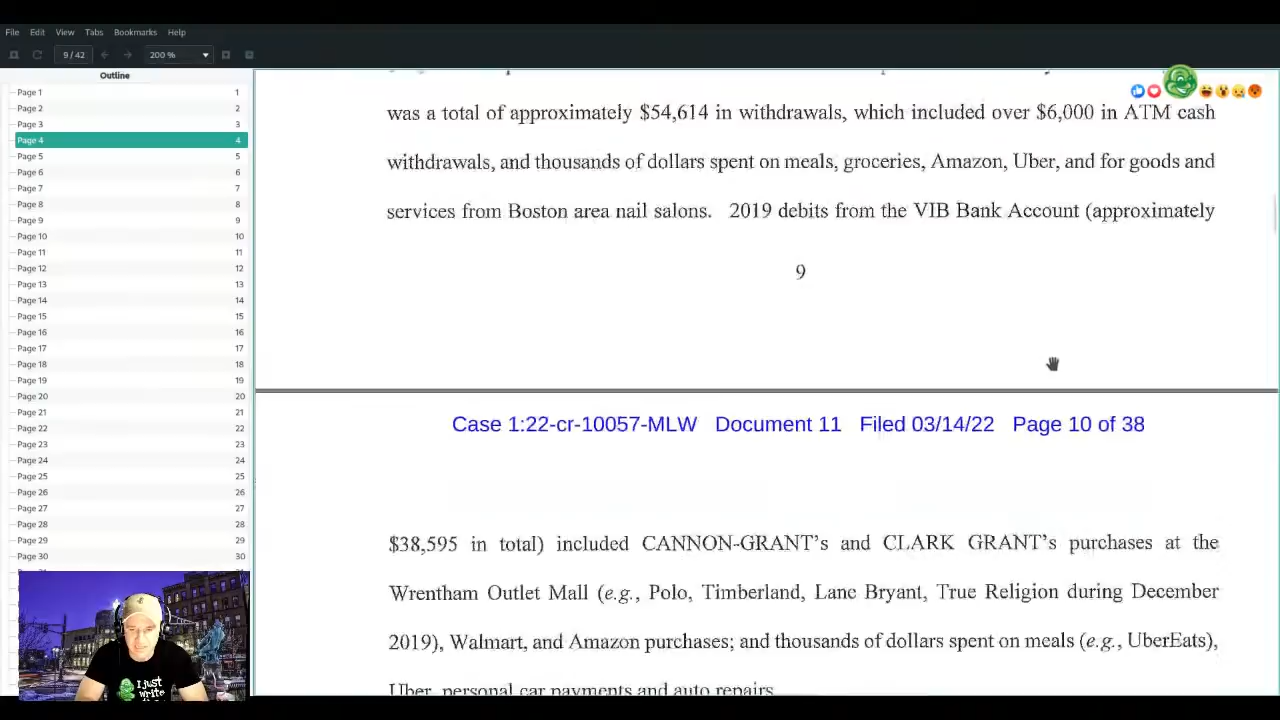 File Edit View Tabs Bookmarks Help
9 / 42
200 %
Outline
Page 1 1
Page 2 2
Page 3 3
Page 4 4
Page 5 5
Page 6 6
Page 7 7
Page 8 8
Page 9 9
Page 10 10
Page 11 11
Page 12 12
Page 13 13
Page 14 14
Page 15 15
Page 16 16
Page 17 17
Page 18 18
Page 19 19
Page 20 20
Page 21 21
Page 22 22
Page 23 23
Page 24 24
Page 25 25
Page 26 26
Page 27 27
Page 28 28
Page 29 29
Page 30 30
was a total of approximately $54,614 in withdrawals, which included over $6,000 in ATM cash
withdrawals, and thousands of dollars spent on meals, groceries, Amazon, Uber, and for goods and
services from Boston area nail salons. 2019 debits from the VIB Bank Account (approximately
9
Case 1:22-cr-10057-MLW Document 11 Filed 03/14/22 Page 10 of 38
$38,595 in total) included CANNON-GRANT's and CLARK GRANT's purchases at the
Wrentham Outlet Mall (e.g., Polo, Timberland, Lane Bryant, True Religion during December
2019), Walmart, and Amazon purchases; and thousands of dollars spent on meals (e.g., UberEats),
Uber, personal car payments and auto repairs.
I just
Write